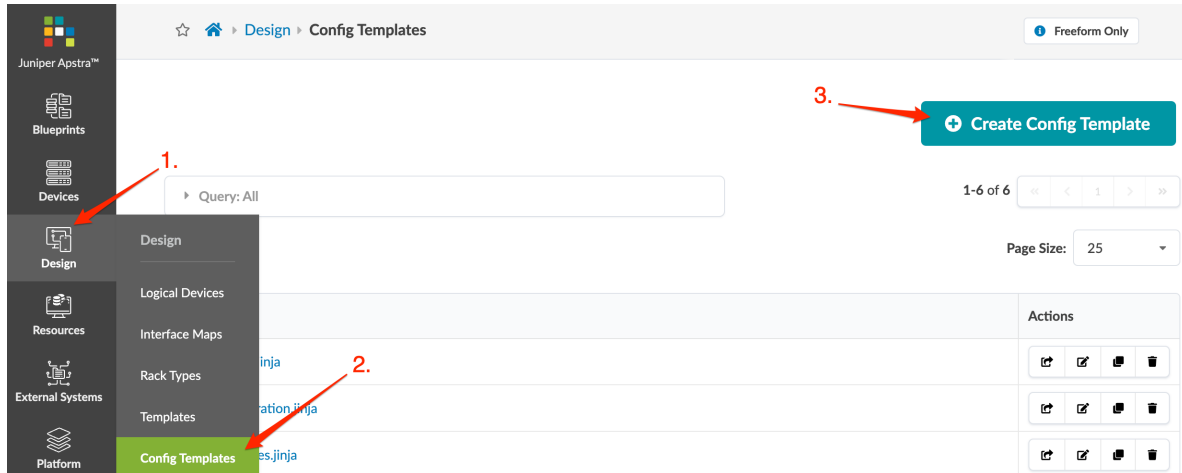 Juniper Apstra™
Blueprints
Devices
Design
Resources
External Systems
Platform
Design > Config Templates
Freeform Only
1.
2.
3.
Create Config Template
Query: All
1-6 of 6
« < 1 > »
Page Size: 25
Design
Logical Devices
Interface Maps
Rack Types
Templates
Config Templates
Actions
inja
ration.jinja
es.jinja